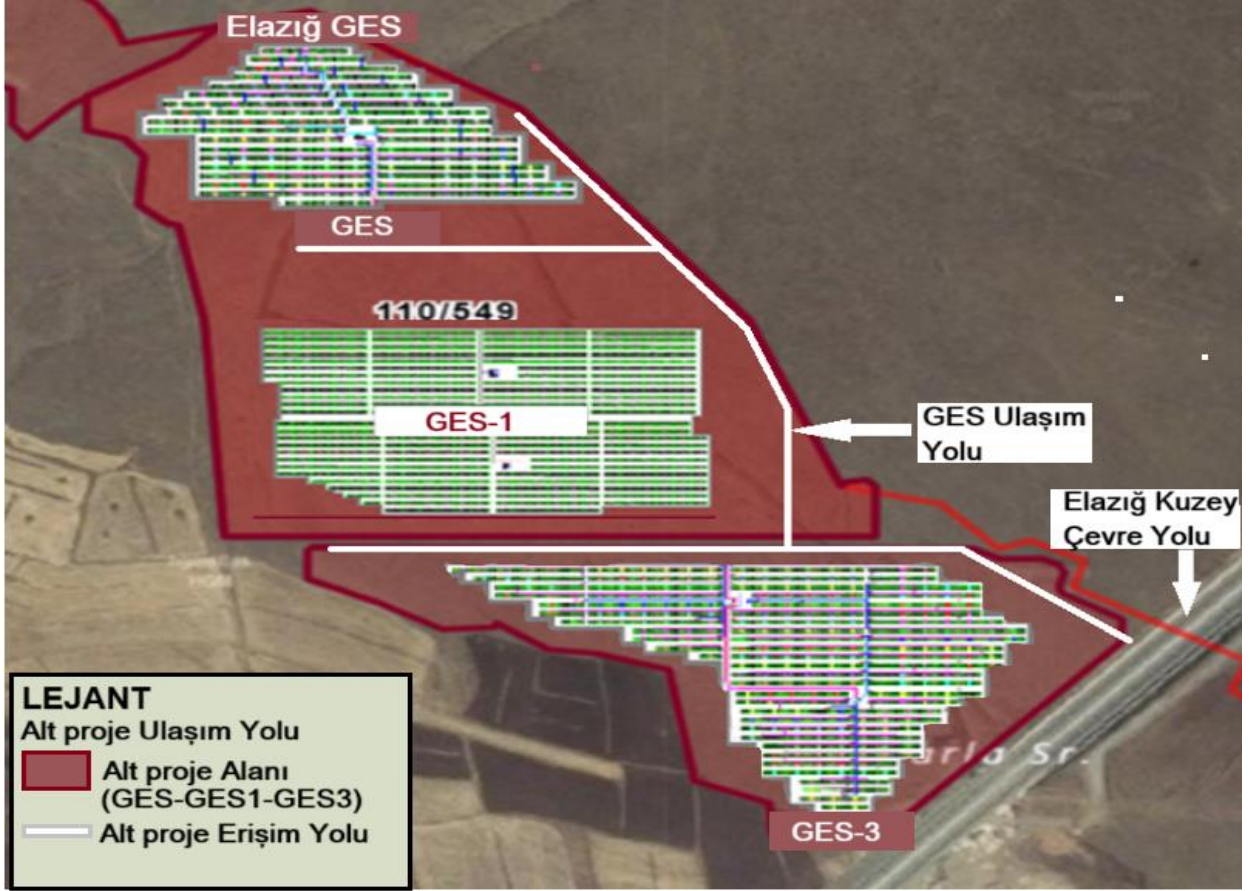 Elazığ GES
GES
110/549
GES-1
GES Ulaşım
Yolu
Elazığ Kuzey
Çevre Yolu
GES-3
LEJANT
Alt proje Ulaşım Yolu
Alt proje Alanı
(GES-GES1-GES3)
Alt proje Erişim Yolu